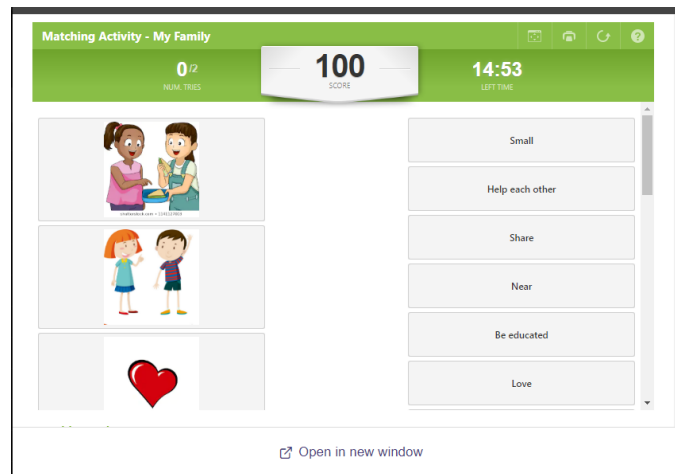 Matching Activity - My Family
0/2
NUM. TRIES
100
SCORE
14:53
LEFT TIME
Small
Help each other
Share
Near
Be educated
Love
Open in new window